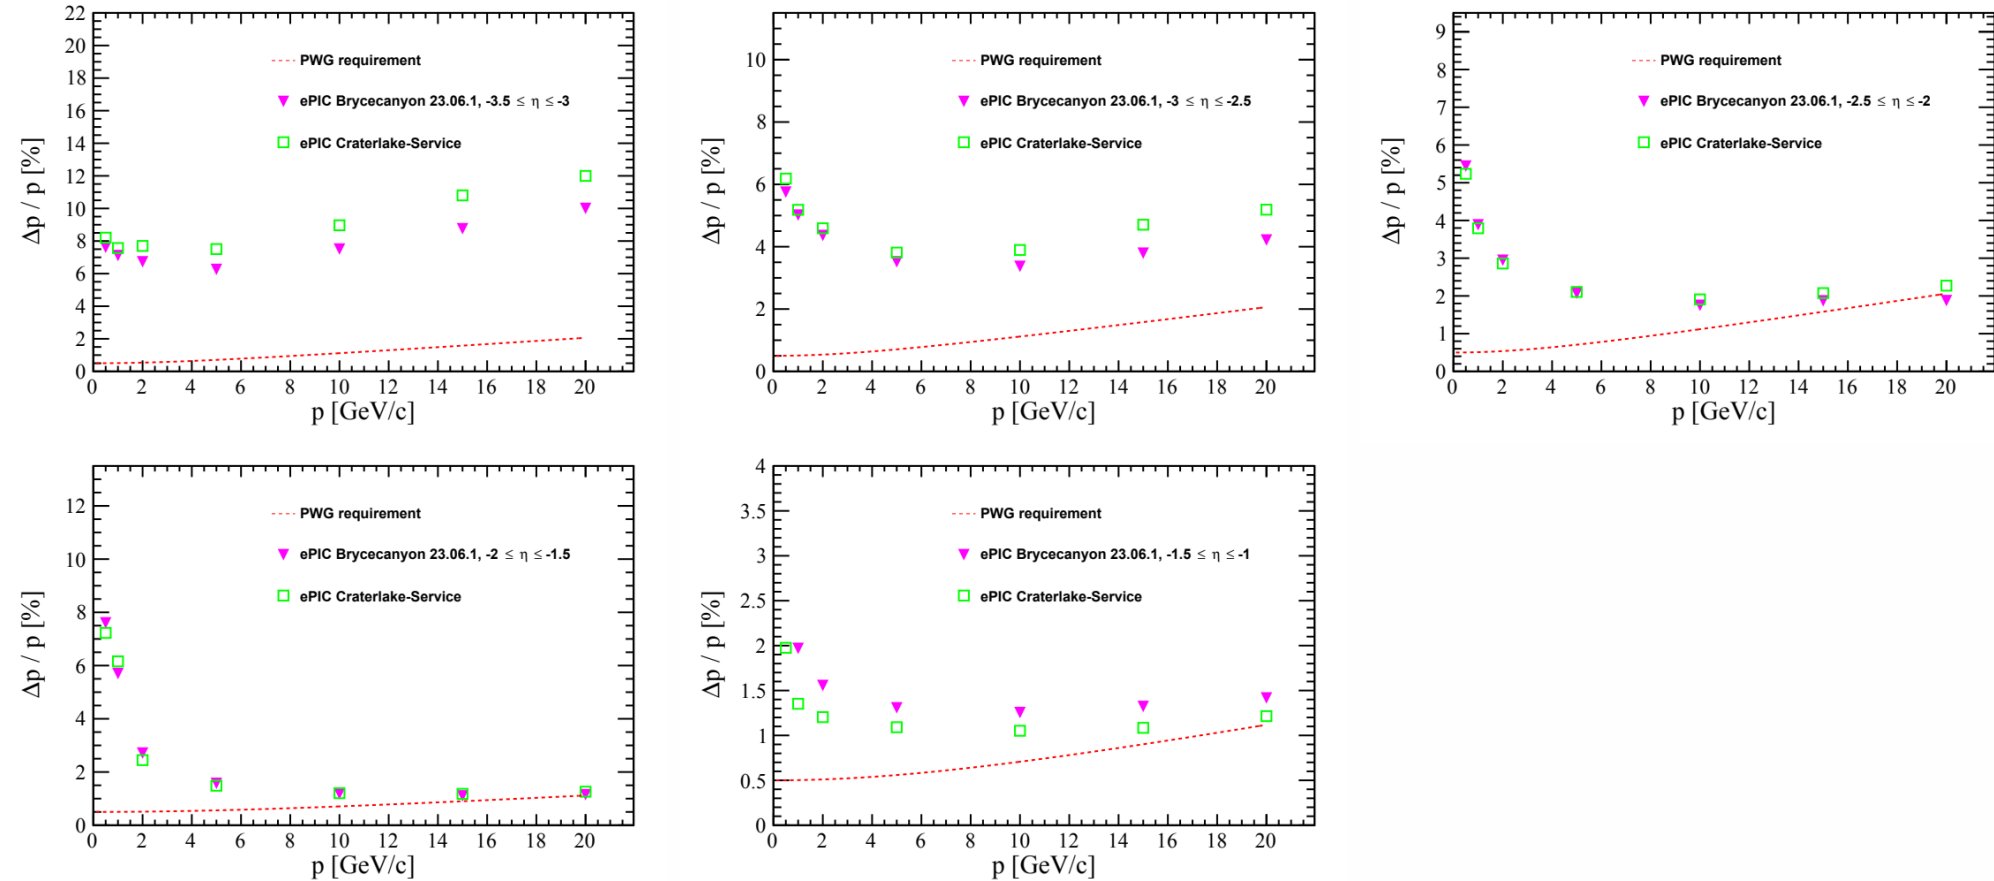 22
20
18
16
14
12
10
8
6
4
2
0
Δp / p [%]
PWG requirement
ePIC Brycecanyon 23.06.1, -3.5 ≤ η ≤ -3
ePIC Craterlake-Service
0 2 4 6 8 10 12 14 16 18 20
p [GeV/c]
10
8
6
4
2
0
Δp / p [%]
PWG requirement
ePIC Brycecanyon 23.06.1, -3 ≤ η ≤ -2.5
ePIC Craterlake-Service
0 2 4 6 8 10 12 14 16 18 20
p [GeV/c]
9
8
7
6
5
4
3
2
1
0
Δp / p [%]
PWG requirement
ePIC Brycecanyon 23.06.1, -2.5 ≤ η ≤ -2
ePIC Craterlake-Service
0 2 4 6 8 10 12 14 16 18 20
p [GeV/c]
12
10
8
6
4
2
0
Δp / p [%]
PWG requirement
ePIC Brycecanyon 23.06.1, -2 ≤ η ≤ -1.5
ePIC Craterlake-Service
0 2 4 6 8 10 12 14 16 18 20
p [GeV/c]
4
3.5
3
2.5
2
1.5
1
0.5
0
Δp / p [%]
PWG requirement
ePIC Brycecanyon 23.06.1, -1.5 ≤ η ≤ -1
ePIC Craterlake-Service
0 2 4 6 8 10 12 14 16 18 20
p [GeV/c]